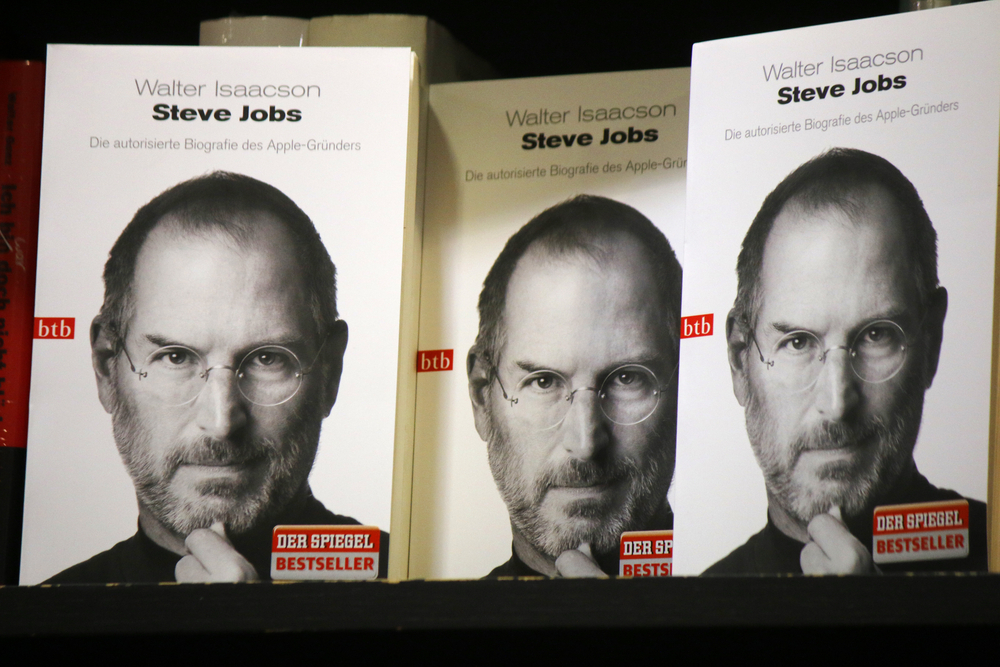 Walter Isaacson
Steve Jobs
Die autorisierte Biografie des Apple-Gründers
btb
DER SPIEGEL
BESTSELLER
Walter Isaacson
Steve Jobs
Die autorisierte Biografie des Apple-Grün
btb
DER SP
BESTS
Walter Isaacson
Steve Jobs
Die autorisierte Biografie des Apple-Gründers
btb
DER SPIEGEL
BESTSELLER